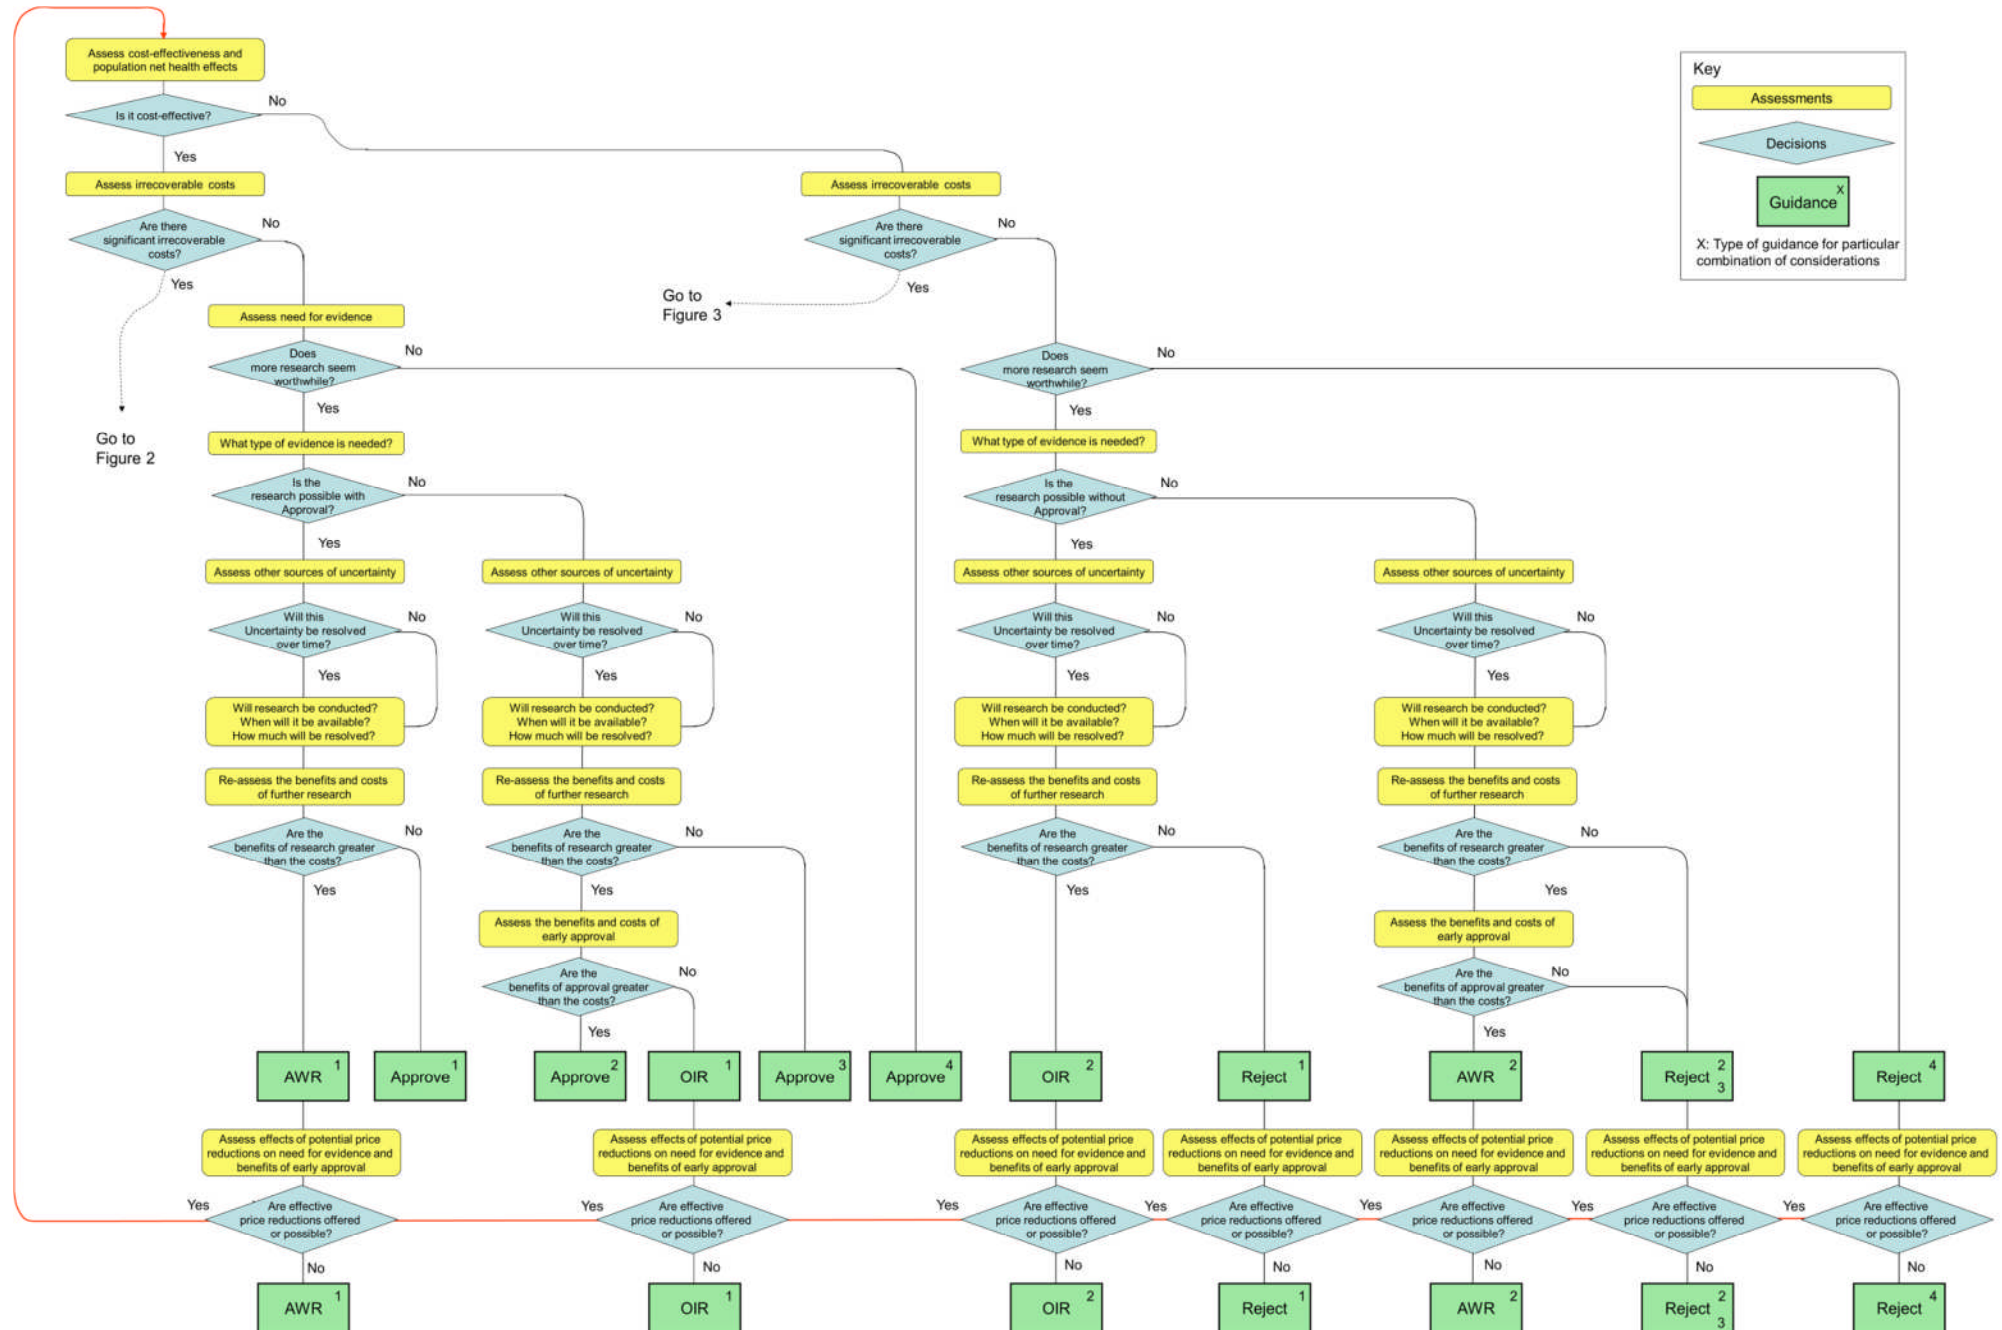 Assess cost-effectiveness and
population net health effects
Key
Assessments
No
Is it cost-effective?
Decisions
Yes
Assess irrecoverable costs
Assess irrecoverable costs
X
Guidance
No
Are there
significant irrecoverable
costs?
No
Are there
significant irrecoverable
costs?
X: Type of guidance for particular
combination of considerations
Yes
Yes
Go to
Figure 3
Assess need for evidence
No
Does
more research seem
worthwhile?
No
Does
more research seem
worthwhile?
Yes
Yes
Go to
Figure 2
What type of evidence is needed?
What type of evidence is needed?
Is the
research possible with
Approval?
No
Is the
research possible without
Approval?
No
Yes
Yes
Assess other sources of uncertainty
Assess other sources of uncertainty
Assess other sources of uncertainty
Assess other sources of uncertainty
Will this
Uncertainty be resolved
over time?
No
Will this
Uncertainty be resolved
over time?
No
Will this
Uncertainty be resolved
over time?
No
Will this
Uncertainty be resolved
over time?
No
Yes
Yes
Yes
Yes
Will research be conducted?
When will it be available?
How much will be resolved?
Will research be conducted?
When will it be available?
How much will be resolved?
Will research be conducted?
When will it be available?
How much will be resolved?
Will research be conducted?
When will it be available?
How much will be resolved?
Re-assess the benefits and costs
of further research
Re-assess the benefits and costs
of further research
Re-assess the benefits and costs
of further research
Re-assess the benefits and costs
of further research
Are the
benefits of research greater
than the costs?
No
Are the
benefits of research greater
than the costs?
No
Are the
benefits of research greater
than the costs?
No
Are the
benefits of research greater
than the costs?
No
Yes
Yes
Yes
Yes
Assess the benefits and costs of
early approval
Assess the benefits and costs of
early approval
Are the
benefits of approval greater
than the costs?
No
Are the
benefits of approval greater
than the costs?
No
Yes
Yes
AWR 1
Approve 1
Approve 2
OIR 1
Approve 3
Approve 4
OIR 2
Reject 1
AWR 2
Reject 2
3
Reject 4
Assess effects of potential price
reductions on need for evidence and
benefits of early approval
Assess effects of potential price
reductions on need for evidence and
benefits of early approval
Assess effects of potential price
reductions on need for evidence and
benefits of early approval
Assess effects of potential price
reductions on need for evidence and
benefits of early approval
Assess effects of potential price
reductions on need for evidence and
benefits of early approval
Assess effects of potential price
reductions on need for evidence and
benefits of early approval
Assess effects of potential price
reductions on need for evidence and
benefits of early approval
Yes
Are effective
price reductions offered
or possible?
Yes
Are effective
price reductions offered
or possible?
Yes
Are effective
price reductions offered
or possible?
Yes
Are effective
price reductions offered
or possible?
Yes
Are effective
price reductions offered
or possible?
Yes
Are effective
price reductions offered
or possible?
Yes
Are effective
price reductions offered
or possible?
No
No
No
No
No
No
No
AWR 1
OIR 1
OIR 2
Reject 1
AWR 2
Reject 2
3
Reject 4